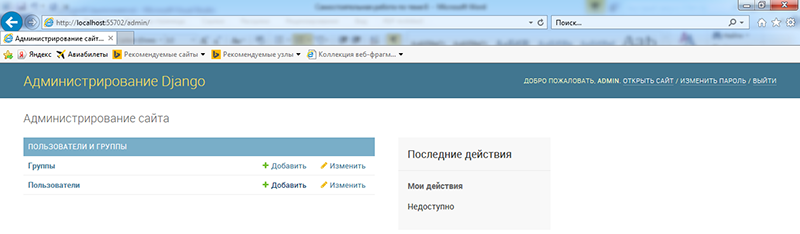 http://localhost:55702/admin/
Поиск...
Администрирование сайт...
Яндекс Авиабилеты Рекомендуемые сайты Рекомендуемые узлы Коллекция веб-фрагм...
Администрирование Django
ДОБРО ПОЖАЛОВАТЬ, ADMIN. ОТКРЫТЬ САЙТ / ИЗМЕНИТЬ ПАРОЛЬ / ВЫЙТИ
Администрирование сайта
ПОЛЬЗОВАТЕЛИ И ГРУППЫ
Группы Добавить Изменить
Пользователи Добавить Изменить
Последние действия
Мои действия
Недоступно